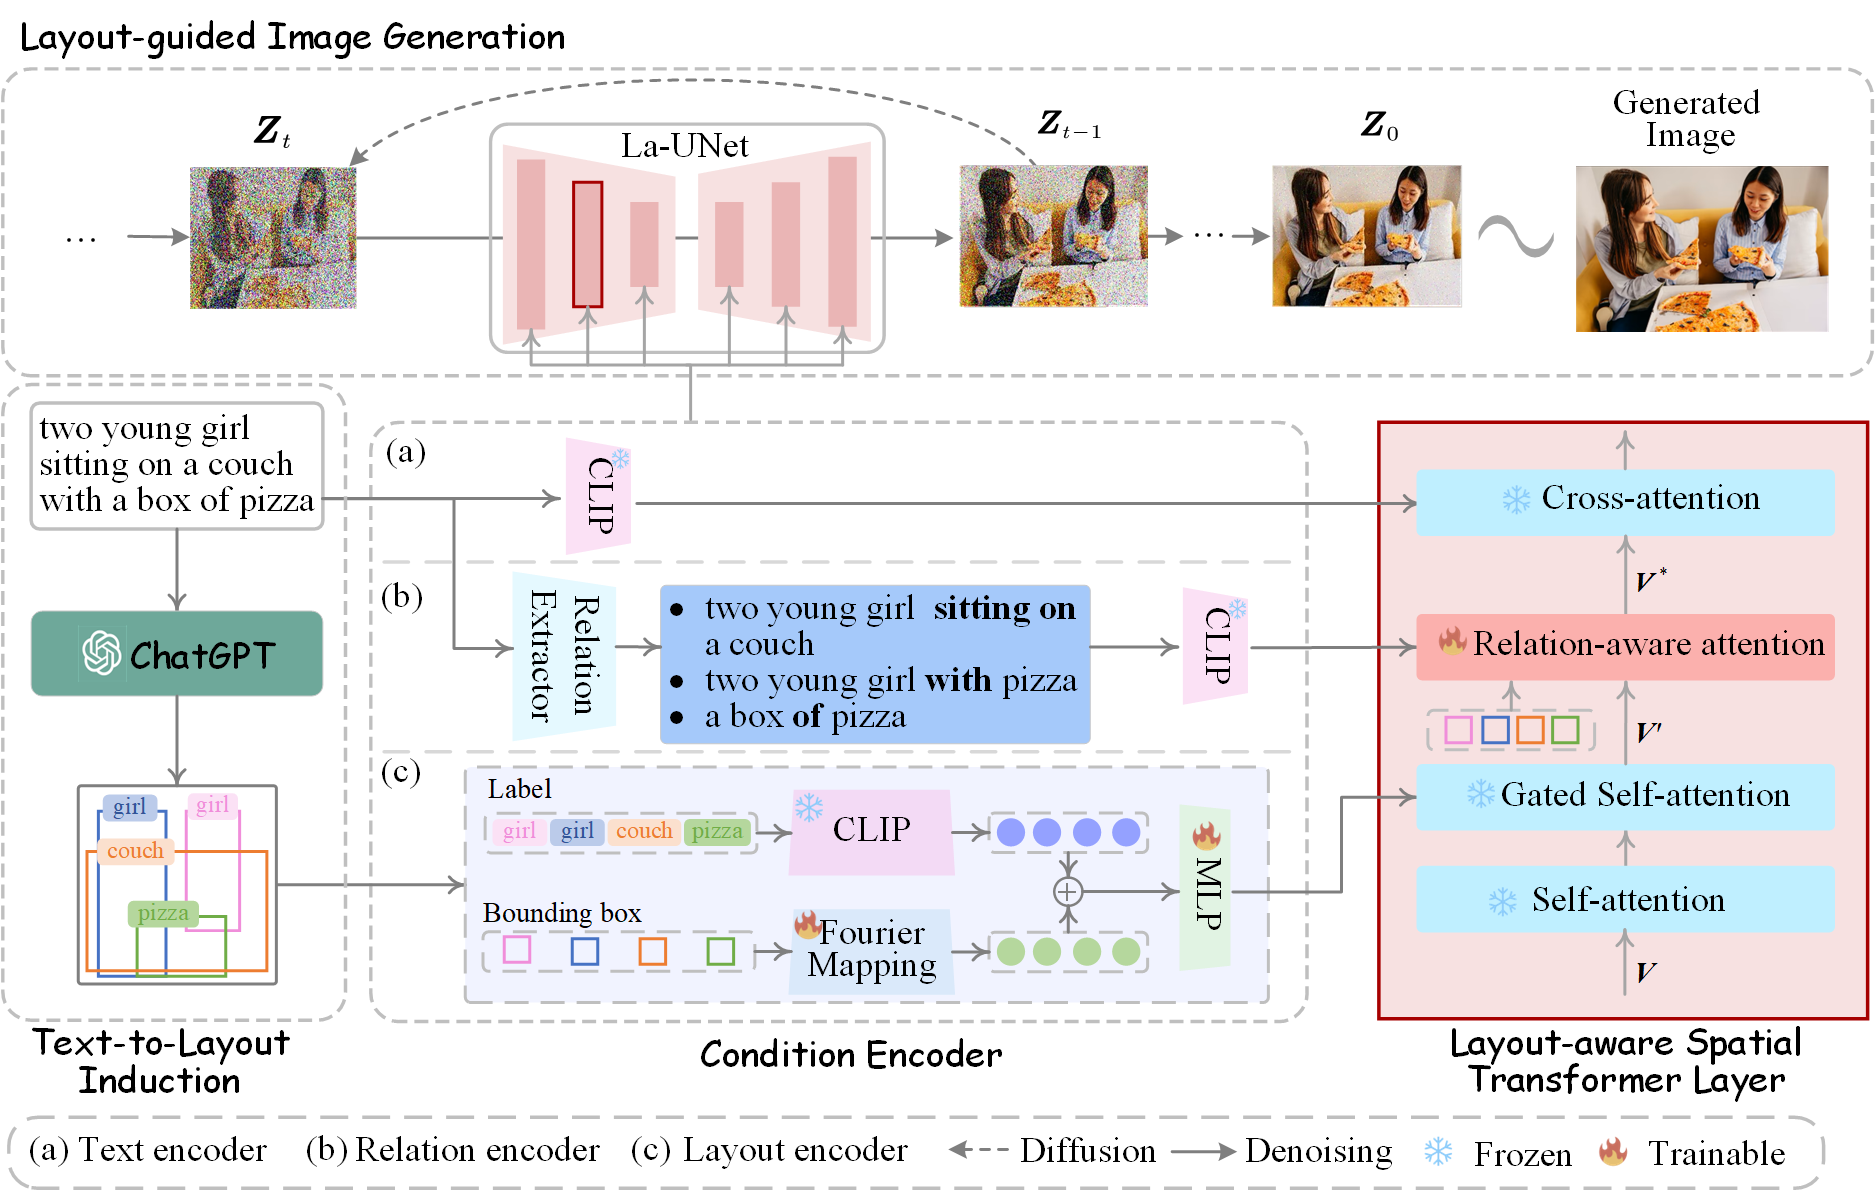 Layout-guided Image Generation
Z t
La-UNet
Z t−1
Z 0
Generated
Image
...
...
two young girl
sitting on a couch
with a box of pizza
ChatGPT
girl
girl
couch
pizza
Text-to-Layout
Induction
(a)
CLIP
(b)
Relation
Extractor
• two young girl sitting on
a couch
• two young girl with pizza
• a box of pizza
CLIP
(c)
Label
girl girl couch pizza
CLIP
Bounding box
Fourier
Mapping
MLP
Condition Encoder
Cross-attention
V*
Relation-aware attention
V′
Gated Self-attention
Self-attention
V
Layout-aware Spatial
Transformer Layer
(a) Text encoder (b) Relation encoder (c) Layout encoder Diffusion Denoising Frozen Trainable